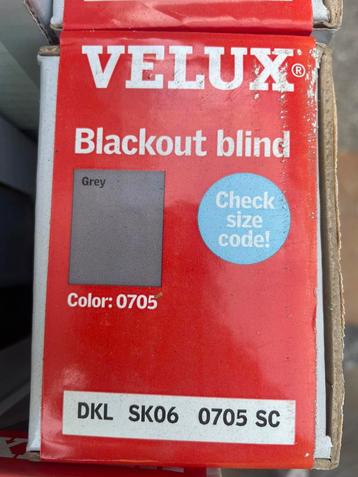 VELUX®
Blackout blind
Grey
Check
size
code!
Color: 0705
DKL SK06 0705 SC